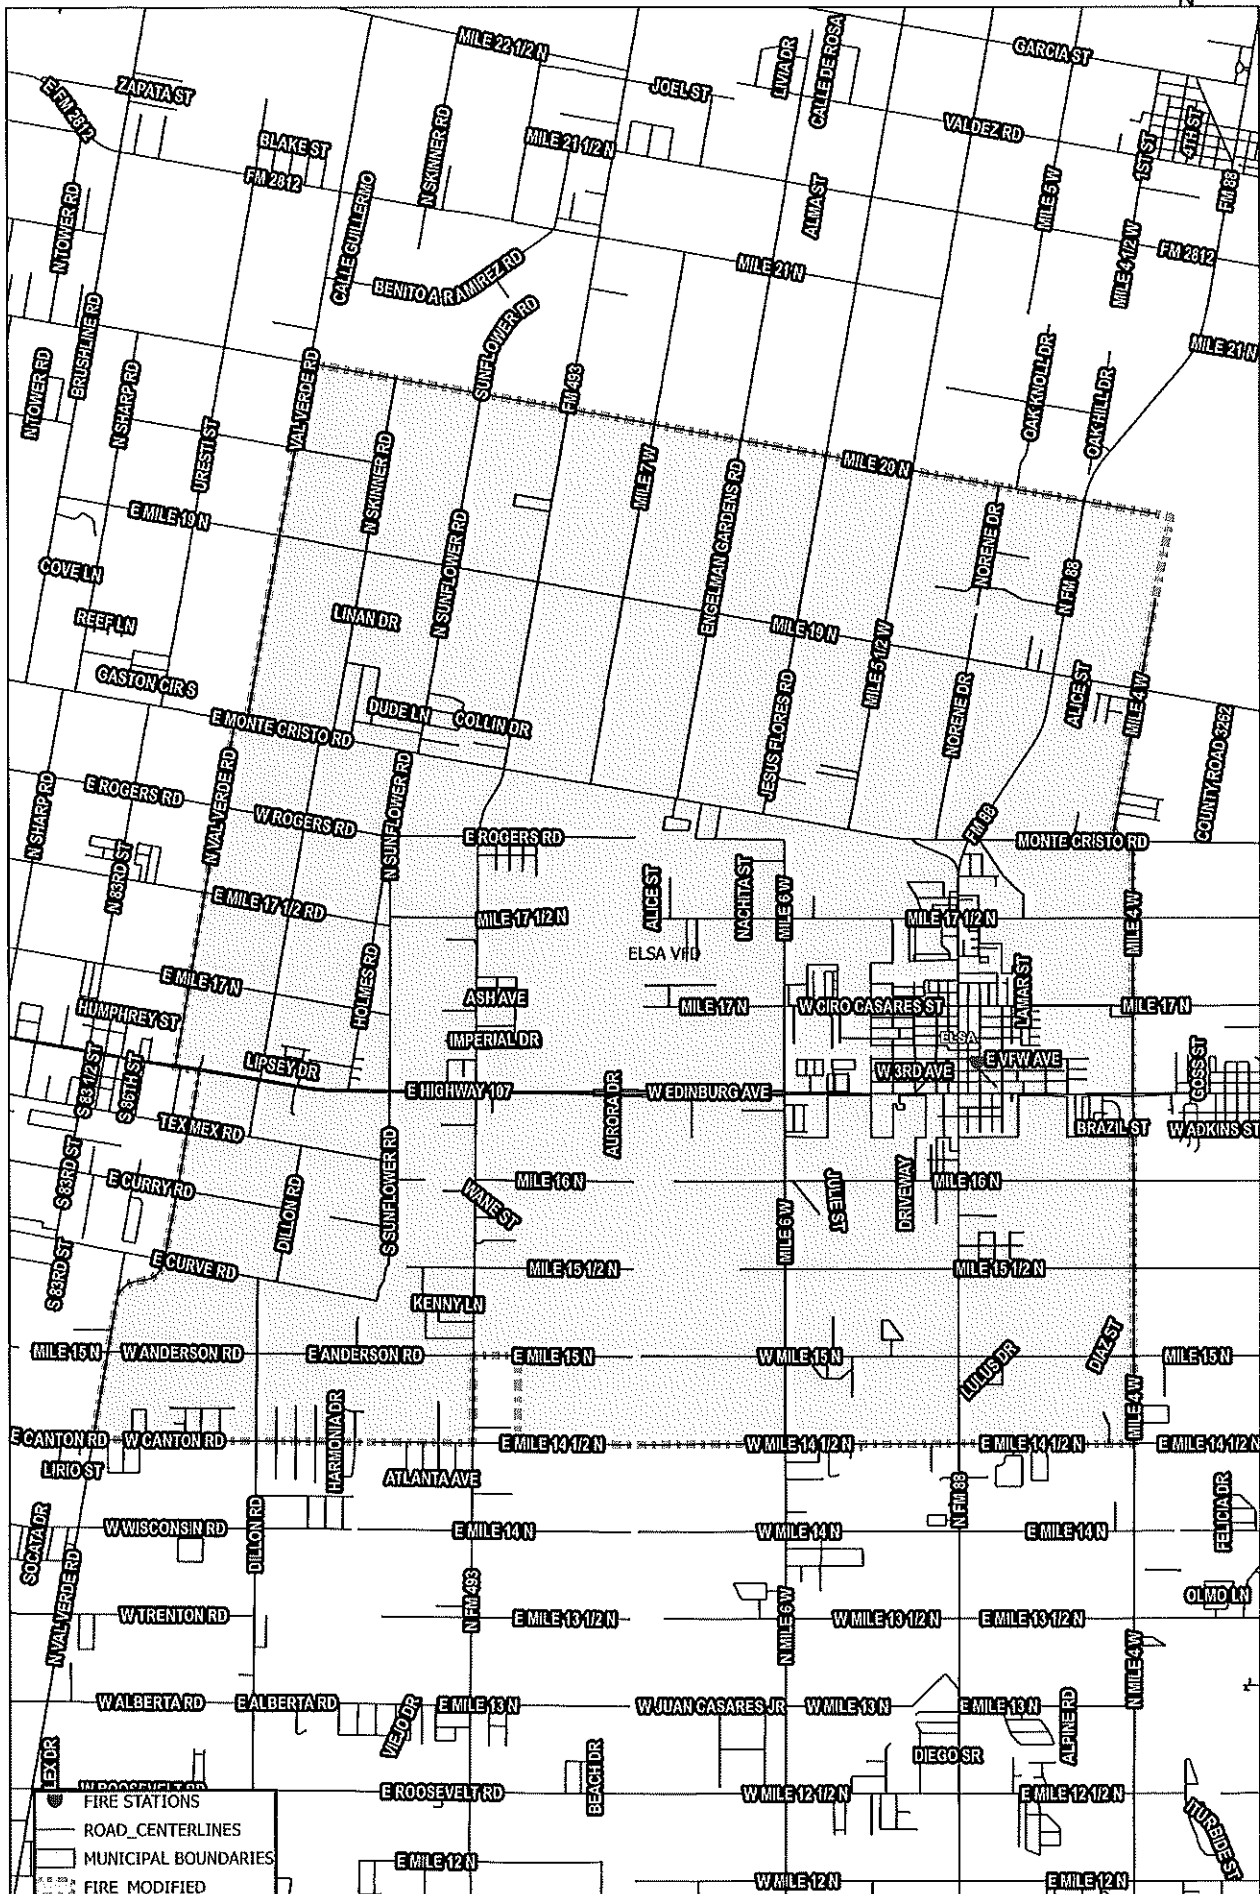 N
MILE 22 1/2 N
GARCIA ST
LIVIA DR
CALLE DE ROSA
ZAPATA ST
E FM 2812
JOEL ST
N SKINNER RD
VALDEZ RD
4TH ST
1ST ST
BLAKE ST
MILE 21 1/2 N
FM 2812
FM 88
N TOWER RD
CALLE GUILLERMO
ALMA ST
MILE 5 W
MILE 4 1/2 W
FM 2812
BENITO A RAMIREZ RD
MILE 21 N
BRUSHLINE RD
SUNFLOWER RD
MILE 21 N
N TOWER RD
N SHARP RD
VALVERDE RD
FM 493
OAK KNOLL DR
OAK HILL DR
URESTI ST
N SKINNER RD
MILE 7 W
MILE 20 N
E MILE 19 N
N SUNFLOWER RD
ENGELMAN GARDENS RD
NORENE DR
N FM 88
COVE LN
REEF LN
LINAN DR
MILE 19 N
MILE 5 1/2 W
GASTON CIR S
DUDE LN
COLLIN DR
JESUS FLORES RD
NORENE DR
ALICE ST
MILE 4 W
E MONTE CRISTO RD
COUNTY ROAD 3262
N SHARP RD
E ROGERS RD
N VAL VERDE RD
W ROGERS RD
N SUNFLOWER RD
E ROGERS RD
FM 88
MONTE CRISTO RD
N 83RD ST
E MILE 17 1/2 RD
MILE 17 1/2 N
ALICE ST
NACHITA ST
MILE 6 W
MILE 17 1/2 N
MILE 4 W
ELSA VFD
E MILE 17 N
HOLMES RD
ASH AVE
MILE 17 N
W CIRO CASARES ST
LAMAR ST
MILE 17 N
HUMPHREY ST
IMPERIAL DR
ELSA
LIPSEY DR
W 3RD AVE
E VFW AVE
GOSS ST
S 83 1/2 ST
S 86TH ST
E HIGHWAY 107
AURORA DR
W EDINBURG AVE
TEX MEX RD
BRAZIL ST
W ADKINS ST
S 83RD ST
E CURRY RD
DILLON RD
S SUNFLOWER RD
MILE 16 N
WANE ST
JULIE ST
DRIVEWAY
MILE 16 N
MILE 6 W
S 83RD ST
E CURVE RD
MILE 15 1/2 N
MILE 15 1/2 N
KENNY LN
MILE 15 N
W ANDERSON RD
E ANDERSON RD
E MILE 15 N
W MILE 15 N
LULUS DR
DIAZ ST
MILE 15 N
HARMONIA DR
MILE 4 W
E CANTON RD
W CANTON RD
E MILE 14 1/2 N
W MILE 14 1/2 N
E MILE 14 1/2 N
E MILE 14 1/2 N
LIRIO ST
ATLANTA AVE
N FM 88
FELICIA DR
SOCATA DR
W WISCONSIN RD
DILLON RD
E MILE 14 N
W MILE 14 N
E MILE 14 N
N VAL VERDE RD
W TRENTON RD
N FM 493
E MILE 13 1/2 N
N MILE 6 W
W MILE 13 1/2 N
E MILE 13 1/2 N
OLMO LN
N MILE 4 W
W ALBERTA RD
E ALBERTA RD
VIEJO DR
E MILE 13 N
W JUAN CASARES JR
W MILE 13 N
E MILE 13 N
ALPINE RD
LEX DR
BEACH DR
DIEGO SR
W ROOSEVELT RD
E ROOSEVELT RD
W MILE 12 1/2 N
E MILE 12 1/2 N
ITURBIDE ST
FIRE STATIONS
ROAD_CENTERLINES
MUNICIPAL BOUNDARIES
FIRE MODIFIED
E MILE 12 N
W MILE 12 N
E MILE 12 N